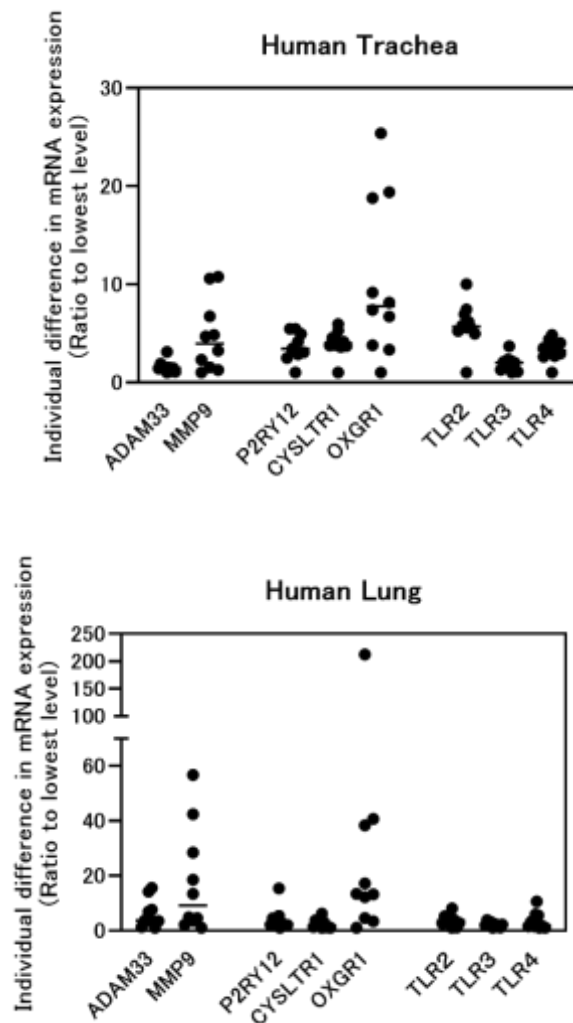 Human Trachea
Individual difference in mRNA expression
(Ratio to lowest level)
30
20
10
0
ADAM33
MMP9
P2RY12
CYSLTR1
OXGR1
TLR2
TLR3
TLR4
Human Lung
Individual difference in mRNA expression
(Ratio to lowest level)
250
200
150
100
60
40
20
0
ADAM33
MMP9
P2RY12
CYSLTR1
OXGR1
TLR2
TLR3
TLR4